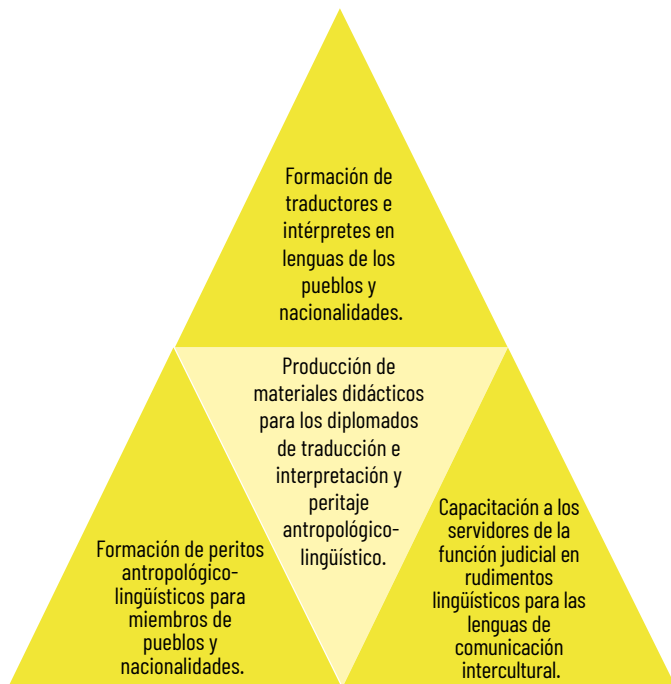 Formación de
traductores e
intérpretes en
lenguas de los
pueblos y
nacionalidades.
Producción de
materiales didácticos
para los diplomados
de traducción e
interpretación y
peritaje
antropológico-
lingüístico.
Formación de peritos
antropológico-
lingüísticos para
miembros de
pueblos y
nacionalidades.
Capacitación a los
servidores de la
función judicial en
rudimentos
lingüísticos para las
lenguas de
comunicación
intercultural.